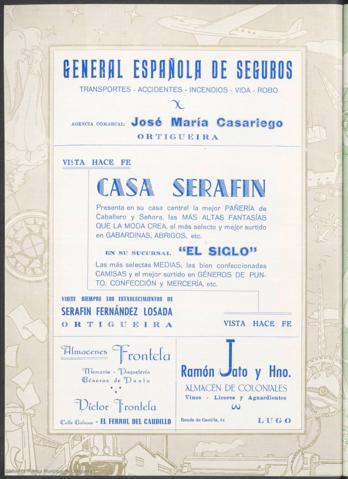 GENERAL ESPAÑOLA DE SEGUROS
TRANSPORTES - ACCIDENTES - INCENDIOS - VIDA - ROBO
AGENCIA COMARCAL: José María Casariego
ORTIGUEIRA
VISTA HACE FE
CASA SERAFIN
Presenta en su casa central la mejor PAÑERÍA de
Caballero y Señora, las MÁS ALTAS FANTASÍAS
QUE LA MODA CREA, el más selecto y mejor surtido
en GABARDINAS, ABRIGOS, etc.
EN SU SUCURSAL "EL SIGLO"
Las más selectas MEDIAS, las bien confeccionadas
CAMISAS y el mejor surtido en GÉNEROS DE PUN-
TO, CONFECCIÓN y MERCERÍA, etc.
VISITE SIEMPRE LOS ESTABLECIMIENTOS DE
SERAFIN FERNÁNDEZ LOSADA
ORTIGUEIRA
VISTA HACE FE
Almacenes Frontela
Mercería - Paquetería
Géneros de Punto
Víctor Frontela
Calle Galiano - EL FERROL DEL CAUDILLO
Ramón Jato y Hno.
ALMACÉN DE COLONIALES
Vinos - Licores y Aguardientes
Ronda de Castilla, LUGO